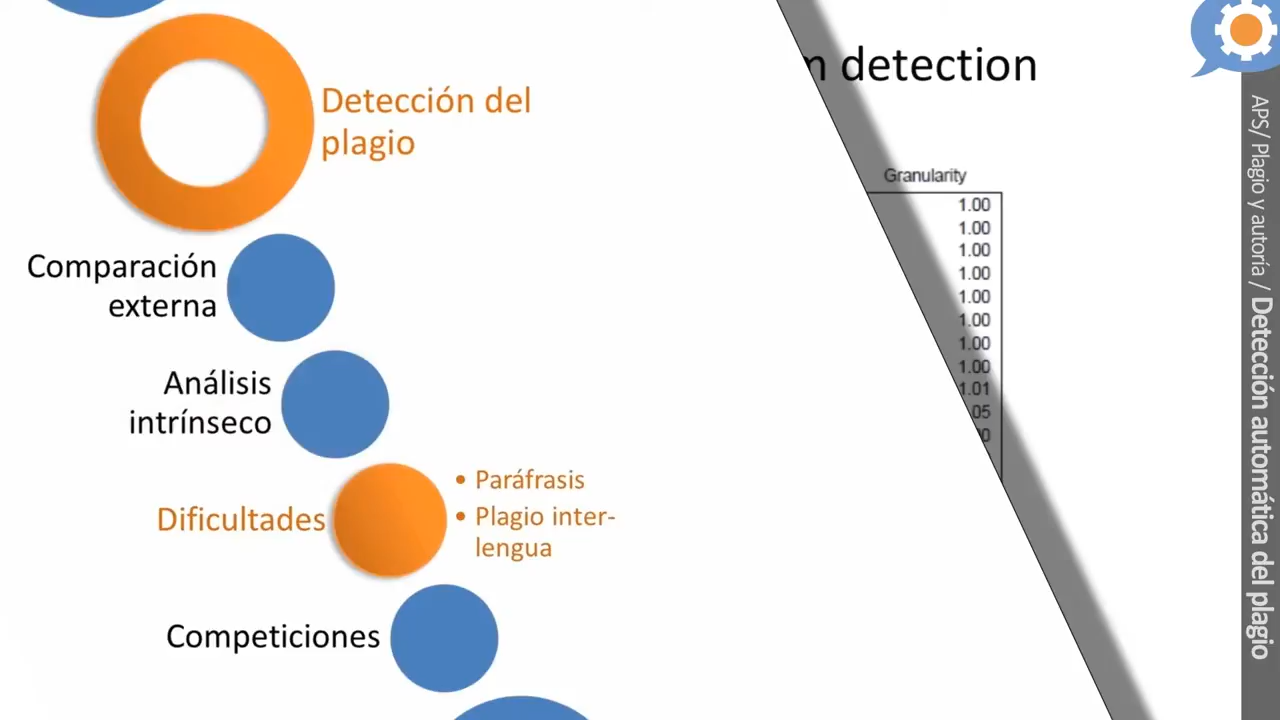 Detección del
plagio
Comparación
externa
Análisis
intrínseco
Dificultades
• Paráfrasis
• Plagio inter-
lengua
Competiciones
detection
Granularity
1.00
1.00
1.00
1.00
1.00
1.00
1.00
1.00
APS/ Plagio y autoría / Detección automática del plagio